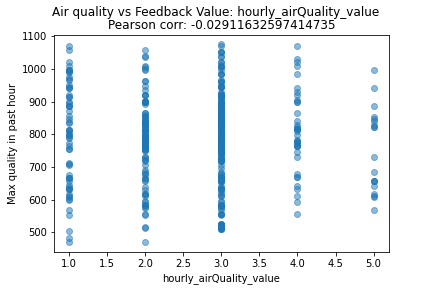 Air quality vs Feedback Value: hourly_airQuality_value
Pearson corr: -0.02911632597414735
Max quality in past hour
1100
1000
900
800
700
600
500
1.0 1.5 2.0 2.5 3.0 3.5 4.0 4.5 5.0
hourly_airQuality_value